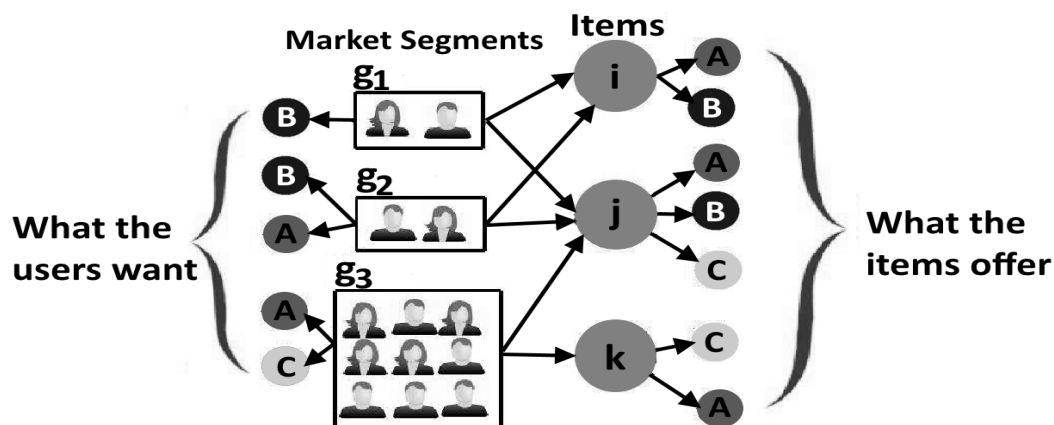 Items
Market Segments
g1
i
A
B
B
g2
B
A
j
A
B
C
What the
users want
What the
items offer
g3
A
C
k
C
A